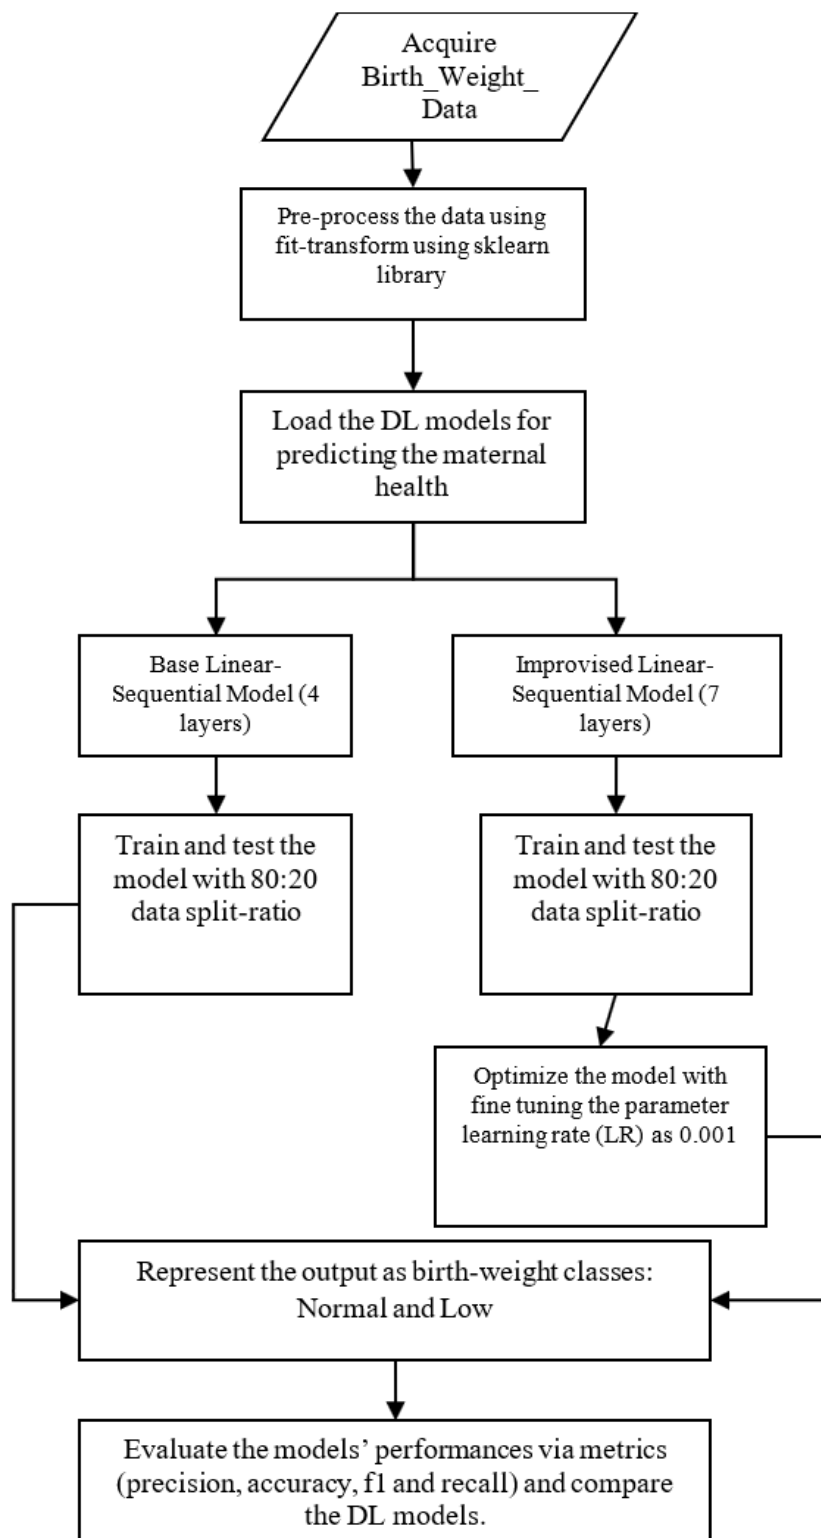 Acquire
Birth_Weight_
Data
Pre-process the data using
fit-transform using sklearn
library
Load the DL models for
predicting the maternal
health
Base Linear-
Sequential Model (4
layers)
Improvised Linear-
Sequential Model (7
layers)
Train and test the
model with 80:20
data split-ratio
Train and test the
model with 80:20
data split-ratio
Optimize the model with
fine tuning the parameter
learning rate (LR) as 0.001
Represent the output as birth-weight classes:
Normal and Low
Evaluate the models’ performances via metrics
(precision, accuracy, f1 and recall) and compare
the DL models.